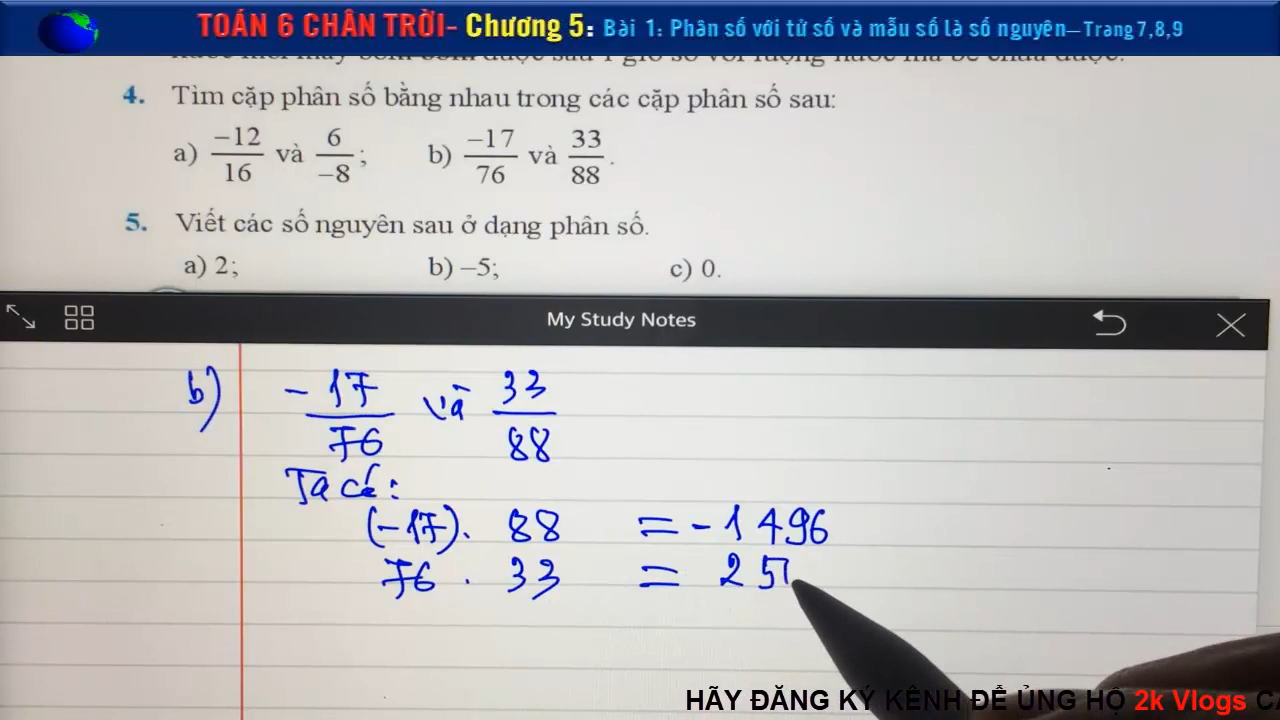 TOÁN 6 CHÂN TRỜI- Chương 5: Bài 1: Phân số với tử số và mẫu số là số nguyên–Trang 7,8,9
4. Tìm cặp phân số bằng nhau trong các cặp phân số sau:
a) −12/16 và 6/−8; b) −17/76 và 33/88.
5. Viết các số nguyên sau ở dạng phân số.
a) 2; b) –5; c) 0.
My Study Notes
b) -17/76 và 33/88
Ta có:
(-17). 88 = -1496
76 . 33 = 25
HÃY ĐĂNG KÝ KÊNH ĐỂ ỦNG HỘ 2k Vlogs